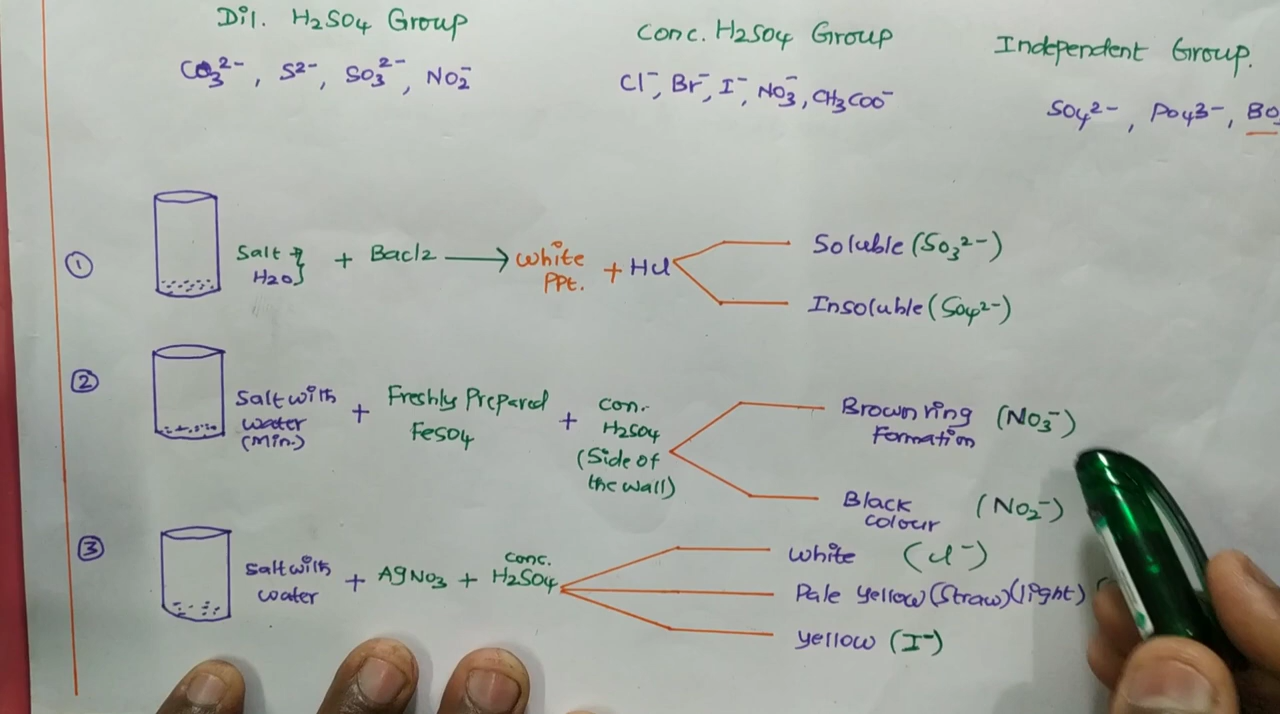 Dil. H2SO4 Group
CO3 2-, S2-, SO3 2-, NO2-
Conc. H2SO4 Group
Cl-, Br-, I-, NO3-, CH3COO-
Independent Group.
SO4 2-, PO4 3-, BO
① Salt } + BaCl2 → white + HCl
H2O } PPt.
Soluble (SO3 2-)
Insoluble (SO4 2-)
② Salt with + Freshly Prepared + Con.
water FeSO4 H2SO4
(Min.) (Side of
the wall)
Brown ring (NO3-)
Formation
Black (NO2-)
colour
③ Salt with + AgNO3 + Conc.
water H2SO4
White (Cl-)
Pale yellow (Straw) (light) (
yellow (I-)